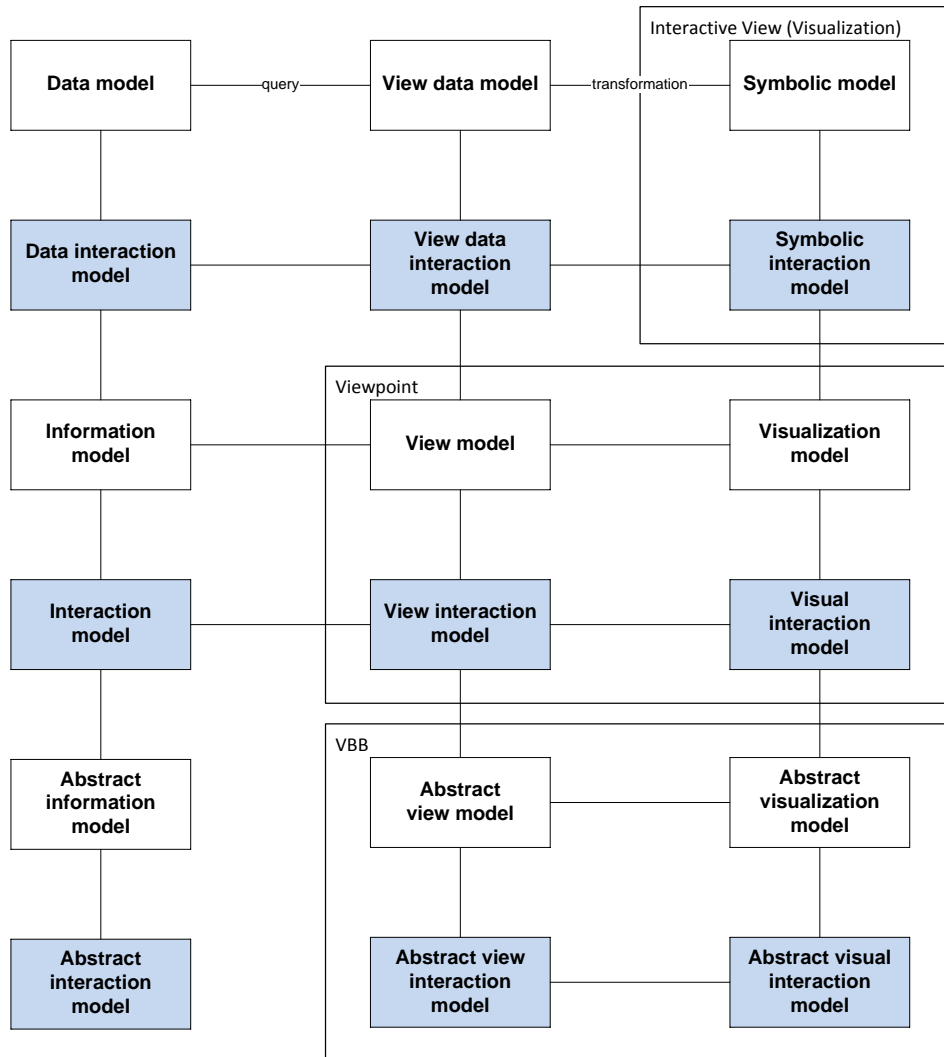 Interactive View (Visualization)
Data model
query
View data model
transformation
Symbolic model
Data interaction
model
View data
interaction
model
Symbolic
interaction
model
Viewpoint
Information
model
View model
Visualization
model
Interaction
model
View interaction
model
Visual
interaction
model
VBB
Abstract
information
model
Abstract
view model
Abstract
visualization
model
Abstract
interaction
model
Abstract view
interaction
model
Abstract visual
interaction
model